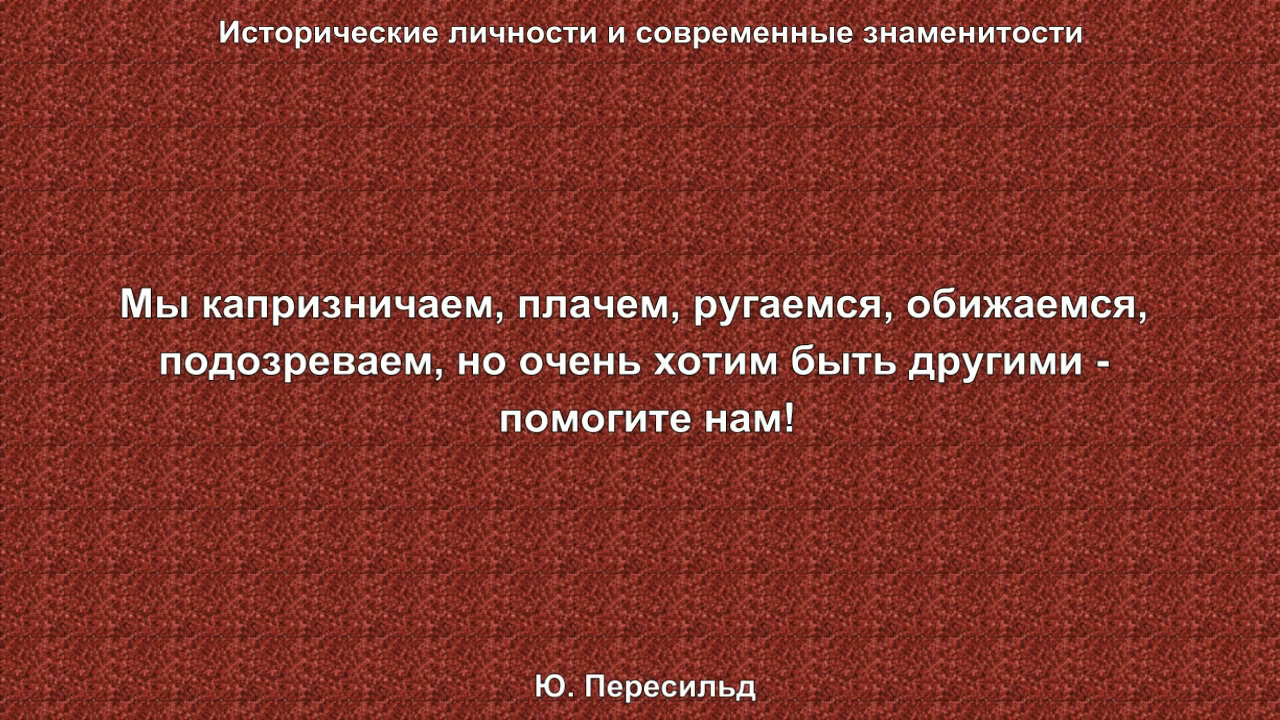 Исторические личности и современные знаменитости
Мы капризничаем, плачем, ругаемся, обижаемся,
подозреваем, но очень хотим быть другими -
помогите нам!
Ю. Пересильд